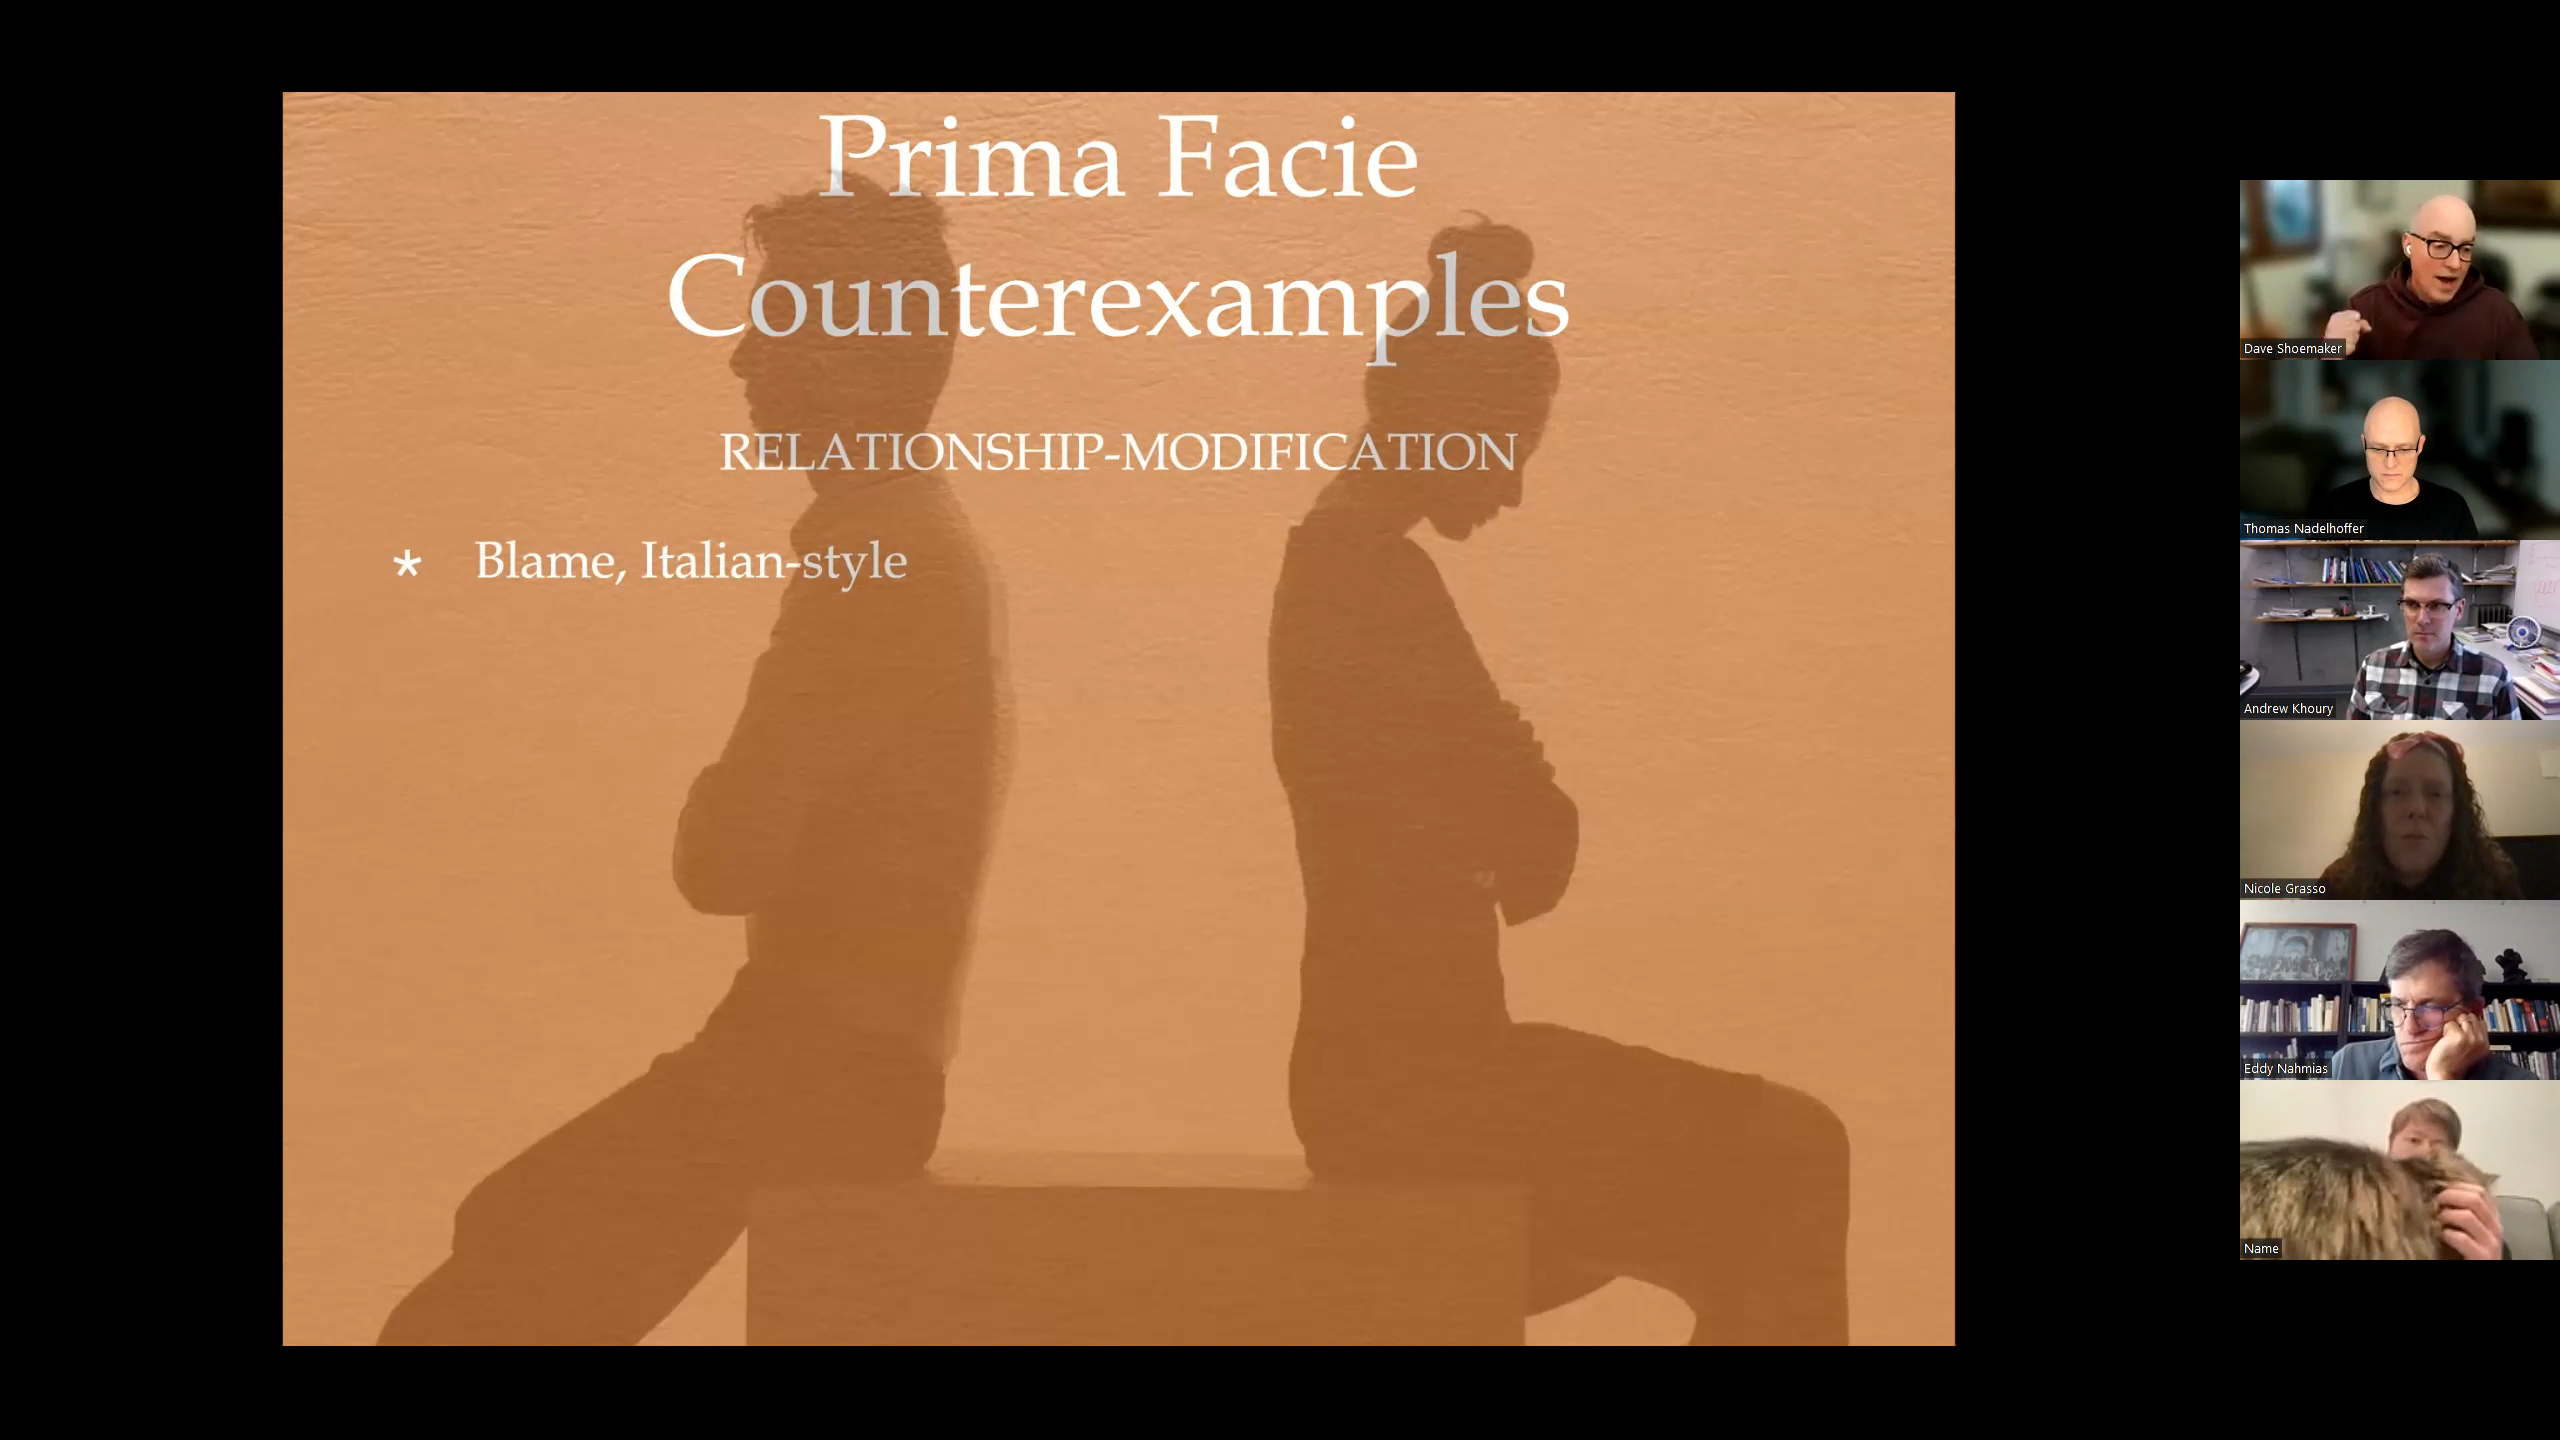 Prima Facie
Counterexamples
RELATIONSHIP-MODIFICATION
* Blame, Italian-style
Dave Shoemaker
Thomas Nadelhoffer
Andrew Khoury
Nicole Grasso
Eddy Nahmias
Name